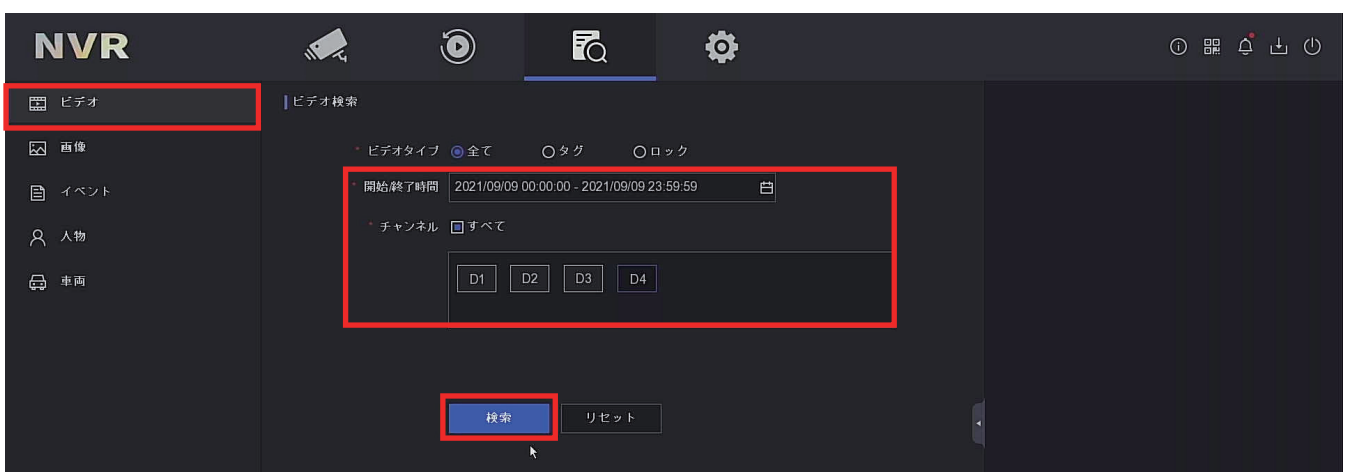 NVR
ビデオ
ビデオ検索
画像
* ビデオタイプ 全て タグ ロック
イベント
* 開始/終了時間 2021/09/09 00:00:00 - 2021/09/09 23:59:59
人物
* チャンネル すべて
車両
D1 D2 D3 D4
検索 リセット